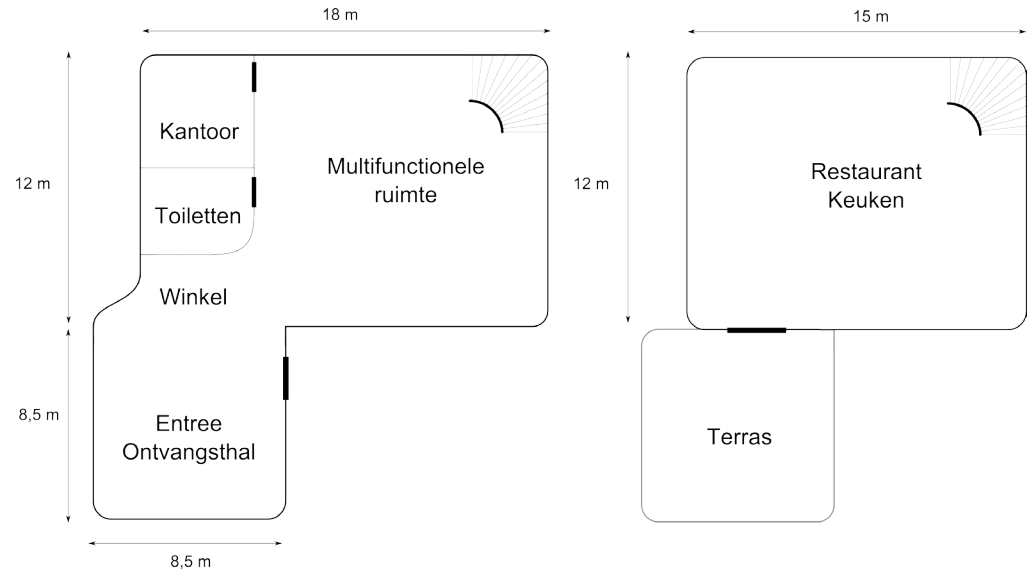 18 m
15 m
Kantoor
Multifunctionele
ruimte
12 m
12 m
Restaurant
Keuken
Toiletten
Winkel
8,5 m
Entree
Ontvangsthal
Terras
8,5 m